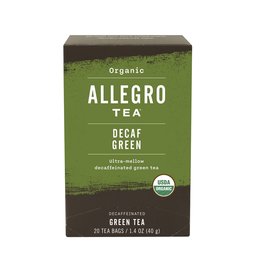 Organic
ALLEGRO
TEA
DECAF
GREEN
Ultra-mellow
decaffeinated green tea
USDA
ORGANIC
DECAFFEINATED
GREEN TEA
20 TEA BAGS / 1.4 OZ (40 g)